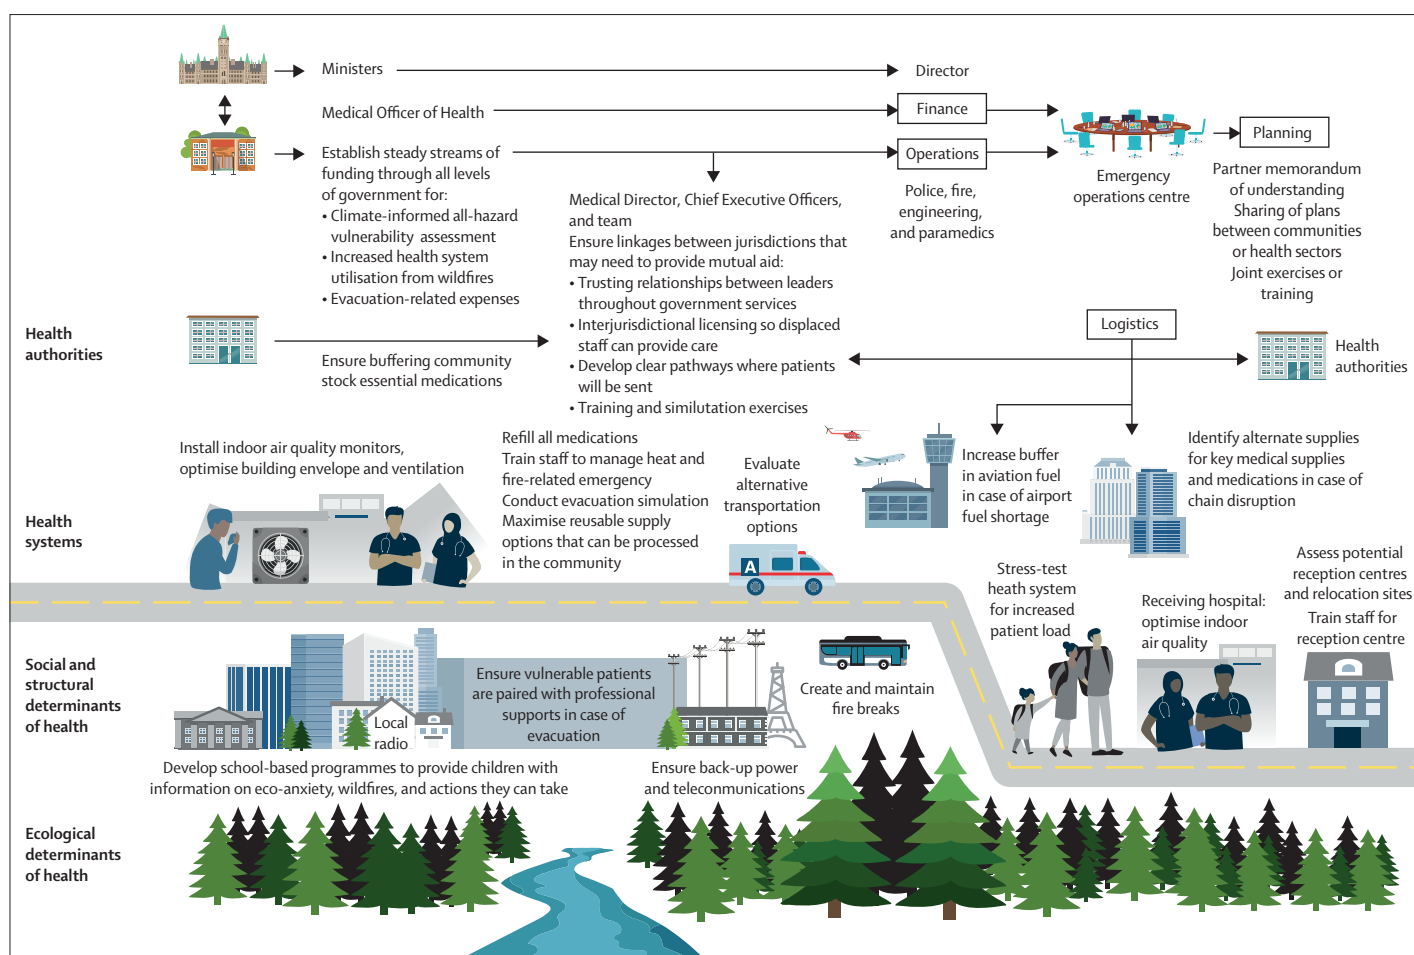 Ministers
Director
Medical Officer of Health
Finance
Planning
Establish steady streams of
funding through all levels
of government for:
• Climate-informed all-hazard
vulnerability assessment
• Increased health system
utilisation from wildfires
• Evacuation-related expenses
Operations
Police, fire,
engineering,
and paramedics
Emergency
operations centre
Partner memorandum
of understanding
Sharing of plans
between communities
or health sectors
Joint exercises or
training
Medical Director, Chief Executive Officers,
and team
Ensure linkages between jurisdictions that
may need to provide mutual aid:
• Trusting relationships between leaders
throughout government services
• Interjurisdictional licensing so displaced
staff can provide care
• Develop clear pathways where patients
will be sent
• Training and similutation exercises
Health
authorities
Ensure buffering community
stock essential medications
Logistics
Health
authorities
Install indoor air quality monitors,
optimise building envelope and ventilation
Refill all medications
Train staff to manage heat and
fire-related emergency
Conduct evacuation simulation
Maximise reusable supply
options that can be processed
in the community
Evaluate
alternative
transportation
options
Increase buffer
in aviation fuel
in case of airport
fuel shortage
Identify alternate supplies
for key medical supplies
and medications in case of
chain disruption
Health
systems
A
Stress-test
heath system
for increased
patient load
Receiving hospital:
optimise indoor
air quality
Assess potential
reception centres
and relocation sites
Train staff for
reception centre
Social and
structural
determinants
of health
Local
radio
Ensure vulnerable patients
are paired with professional
supports in case of
evacuation
Create and maintain
fire breaks
Develop school-based programmes to provide children with
information on eco-anxiety, wildfires, and actions they can take
Ensure back-up power
and teleconmunications
Ecological
determinants
of health